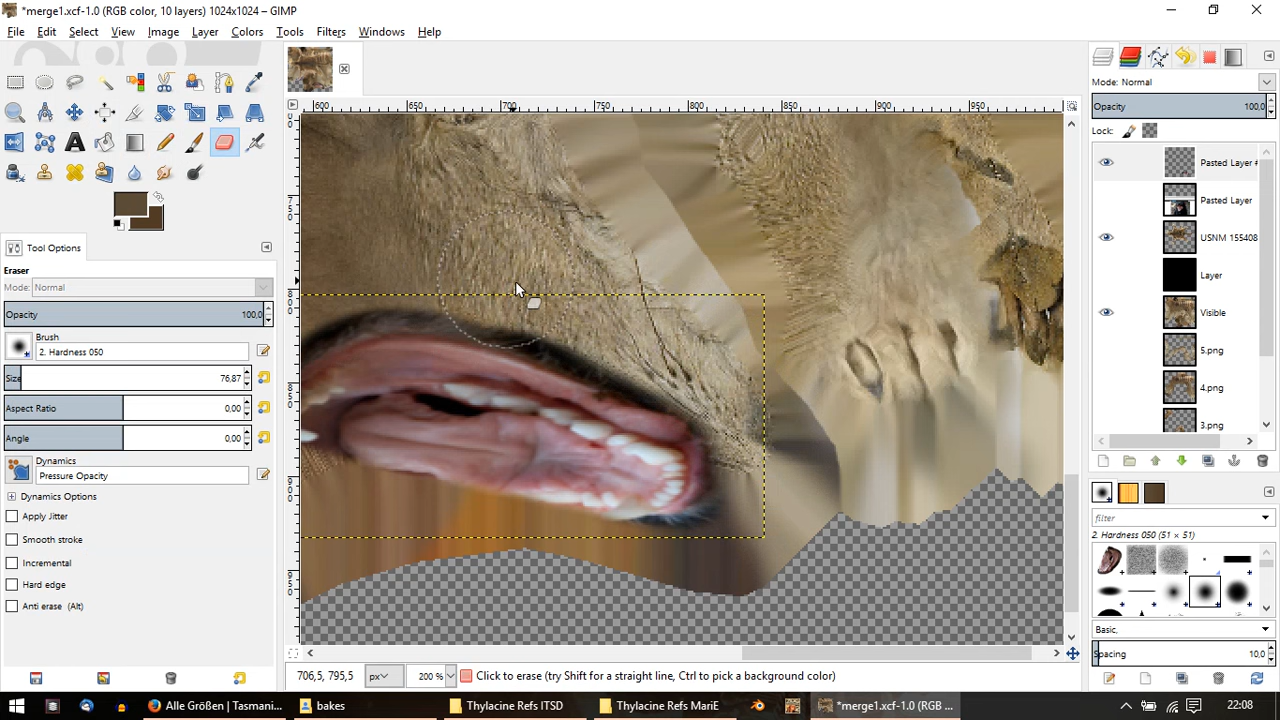 *merge1.xcf-1.0 (RGB color, 10 layers) 1024x1024 – GIMP
File Edit Select View Image Layer Colors Tools Filters Windows Help
Mode: Normal
Opacity 100,0
Lock:
600 650 700 750 800 850 900 950
Pasted Layer #
Pasted Layer
USNM 155408
Layer
Visible
5.png
4.png
3.png
Tool Options
Eraser
Mode: Normal
Opacity 100,0
Brush
2. Hardness 050
Size 76.87
Aspect Ratio 0.00
Angle 0.00
Dynamics
Pressure Opacity
Dynamics Options
Apply Jitter
Smooth stroke
Incremental
Hard edge
Anti erase (Alt)
filter
2. Hardness 050 (51 × 51)
Basic,
Spacing 10,0
706,5, 795,5 px 200 % Click to erase (try Shift for a straight line, Ctrl to pick a background color)
Alle Größen | Tasmani... bakes Thylacine Refs ITSD Thylacine Refs MariE *merge1.xcf-1.0 (RGB ... 22:08